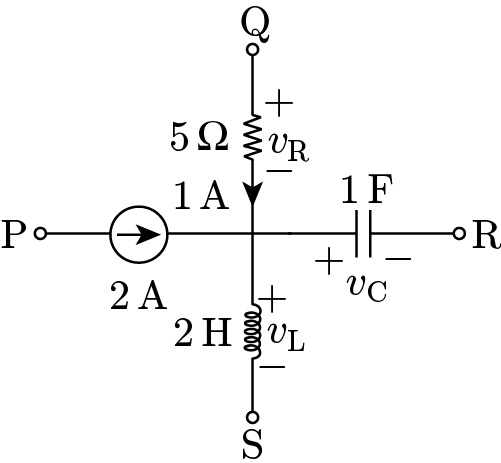 Q
+
5 Ω
v_R
−
1 A
1 F
P
R
+
−
v_C
2 A
+
2 H
v_L
−
S